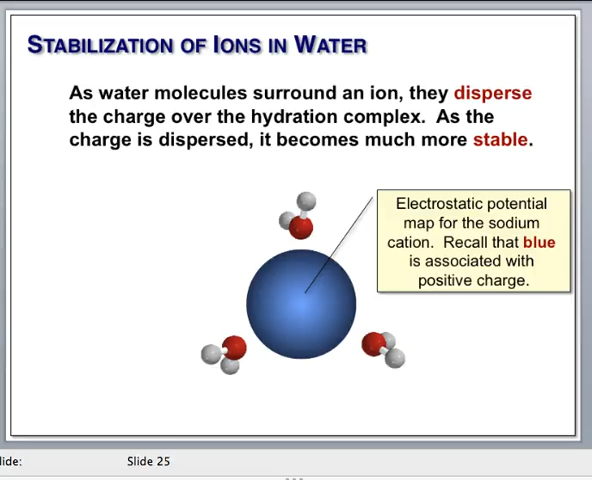 STABILIZATION OF IONS IN WATER
As water molecules surround an ion, they disperse
the charge over the hydration complex. As the
charge is dispersed, it becomes much more stable.
Electrostatic potential
map for the sodium
cation. Recall that blue
is associated with
positive charge.
lide:
Slide 25